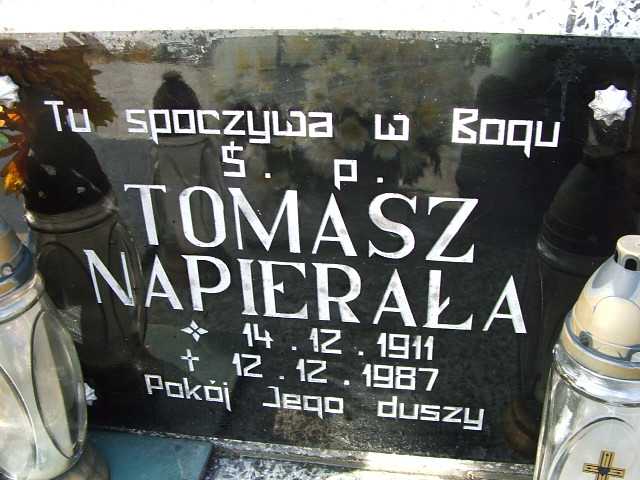 Tu spoczywa w Bogu
Ś. p.
TOMASZ
NAPIERAŁA
14.12.1911
✝ 12.12.1987
Pokój Jego duszy